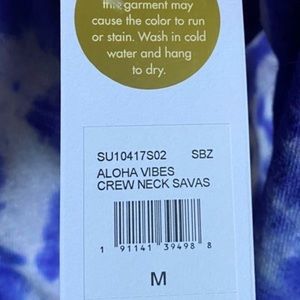 this garment may
cause the color to run
or stain. Wash in cold
water and hang
to dry.
SU10417S02 SBZ
ALOHA VIBES
CREW NECK SAVAS
1 91141 39498 8
M